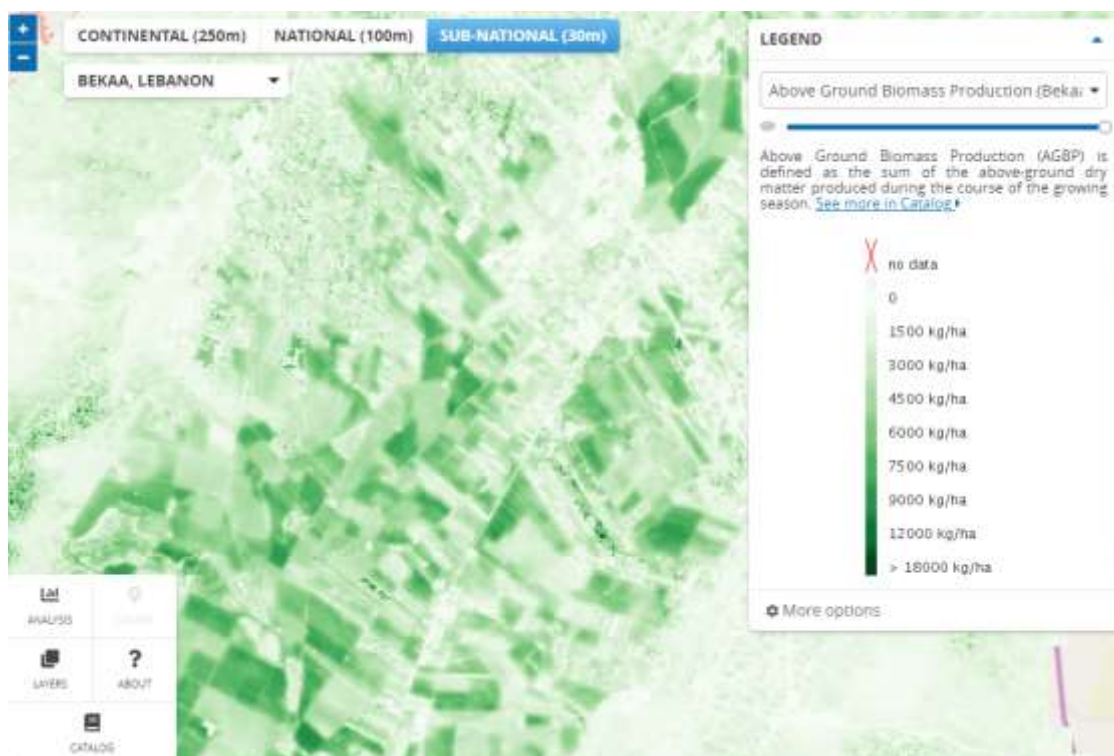 +
CONTINENTAL (250m) NATIONAL (100m) SUB-NATIONAL (30m)
−
BEKAA, LEBANON
LEGEND
Above Ground Biomass Production (Beka
Above Ground Biomass Production (AGBP) is
defined as the sum of the above-ground dry
matter produced during the course of the growing
season. See more in Catalog
no data
0
1500 kg/ha
3000 kg/ha
4500 kg/ha
6000 kg/ha
7500 kg/ha
9000 kg/ha
12000 kg/ha
> 18000 kg/ha
More options
ANALYSIS
LAYERS
?
ABOUT
CATALOG